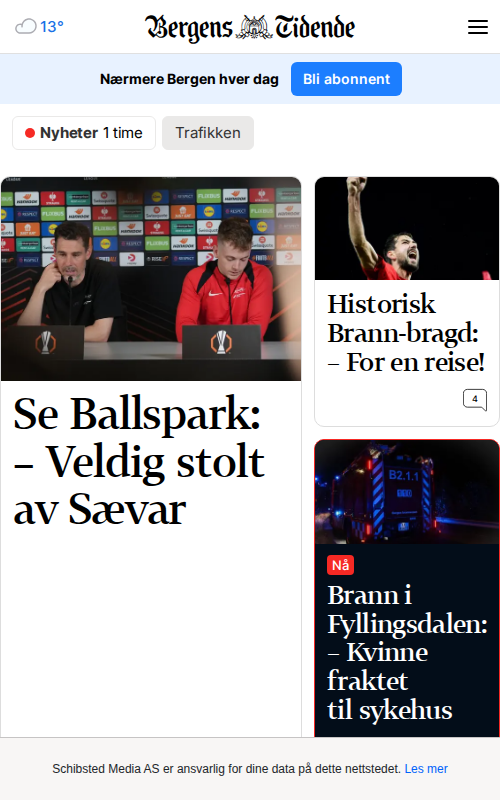 13°
Bergens Tidende
Nærmere Bergen hver dag
Bli abonnent
Nyheter 1 time
Trafikken
Se Ballspark:
– Veldig stolt
av Sævar
Historisk
Brann-bragd:
– For en reise!
4
B2.1.1
Nå
Brann i
Fyllingsdalen:
– Kvinne
fraktet
til sykehus
Schibsted Media AS er ansvarlig for dine data på dette nettstedet. Les mer